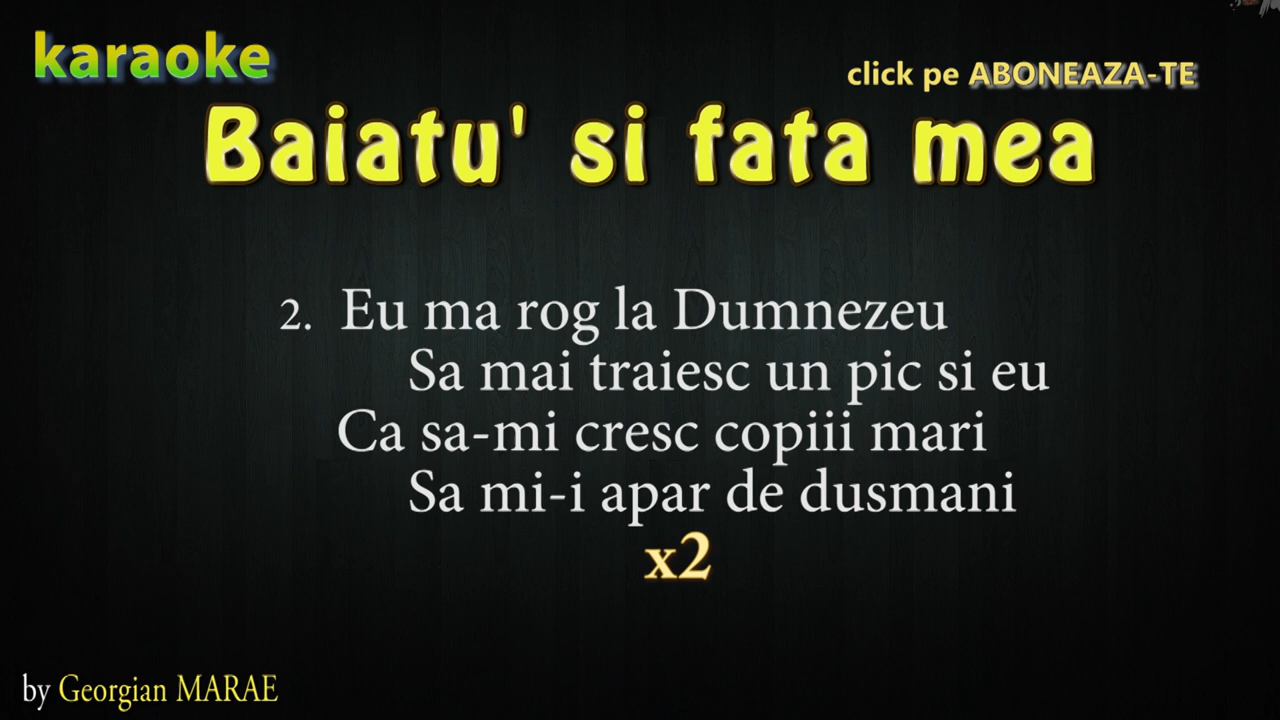 karaoke
click pe ABONEAZA-TE
Baiatu' si fata mea
2. Eu ma rog la Dumnezeu
Sa mai traiesc un pic si eu
Ca sa-mi cresc copiii mari
Sa mi-i apar de dusmani
x2
by Georgian MARAE